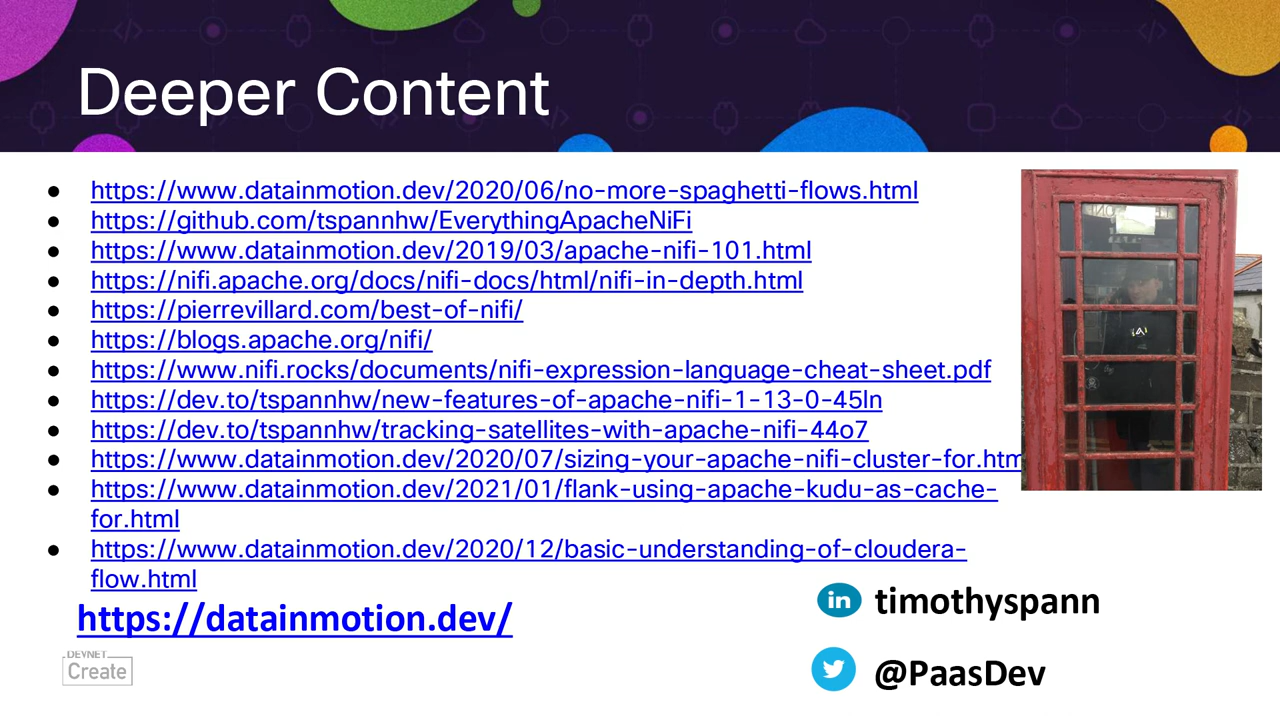 Deeper Content
● https://www.datainmotion.dev/2020/06/no-more-spaghetti-flows.html
● https://github.com/tspannhw/EverythingApacheNiFi
● https://www.datainmotion.dev/2019/03/apache-nifi-101.html
● https://nifi.apache.org/docs/nifi-docs/html/nifi-in-depth.html
● https://pierrevillard.com/best-of-nifi/
● https://blogs.apache.org/nifi/
● https://www.nifi.rocks/documents/nifi-expression-language-cheat-sheet.pdf
● https://dev.to/tspannhw/new-features-of-apache-nifi-1-13-0-45ln
● https://dev.to/tspannhw/tracking-satellites-with-apache-nifi-44o7
● https://www.datainmotion.dev/2020/07/sizing-your-apache-nifi-cluster-for.htm
● https://www.datainmotion.dev/2021/01/flank-using-apache-kudu-as-cache-
for.html
● https://www.datainmotion.dev/2020/12/basic-understanding-of-cloudera-
flow.html
https://datainmotion.dev/
in timothyspann
@PaasDev
DEVNET
Create